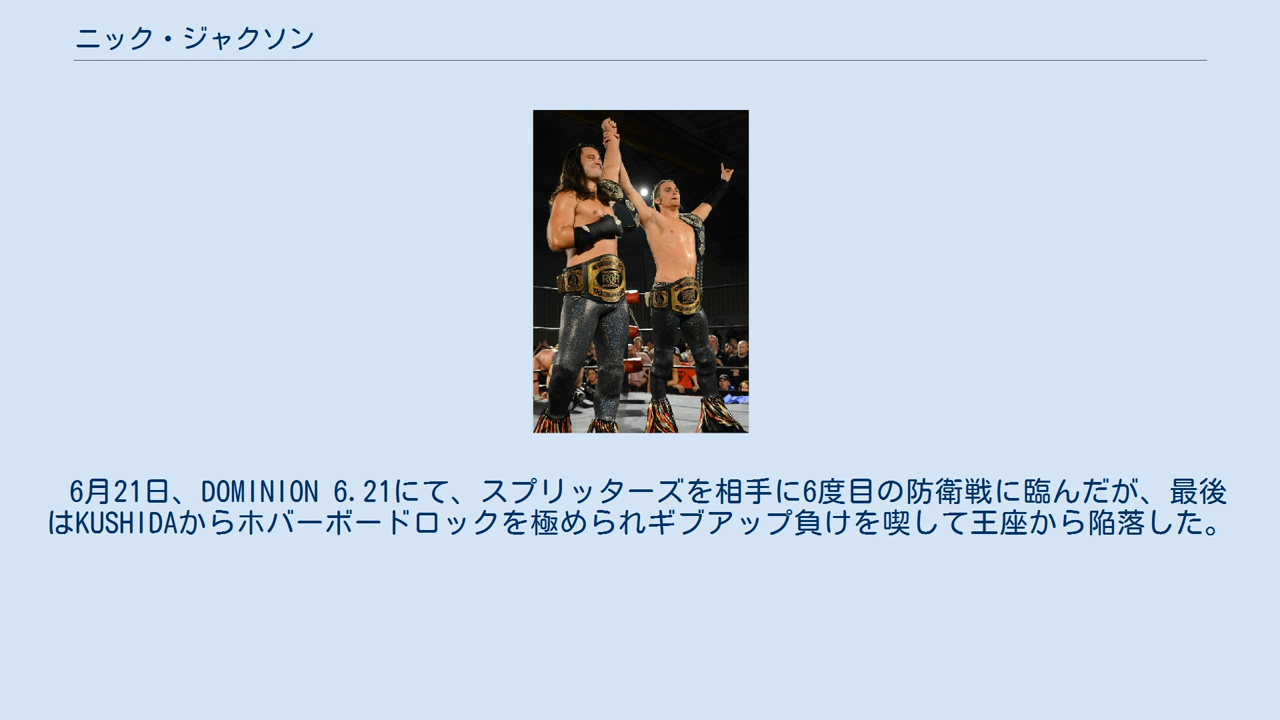 ニック・ジャクソン
6月21日、DOMINION 6.21にて、スプリッターズを相手に6度目の防衛戦に臨んだが、最後
はKUSHIDAからホバーボードロックを極められギブアップ負けを喫して王座から陥落した。